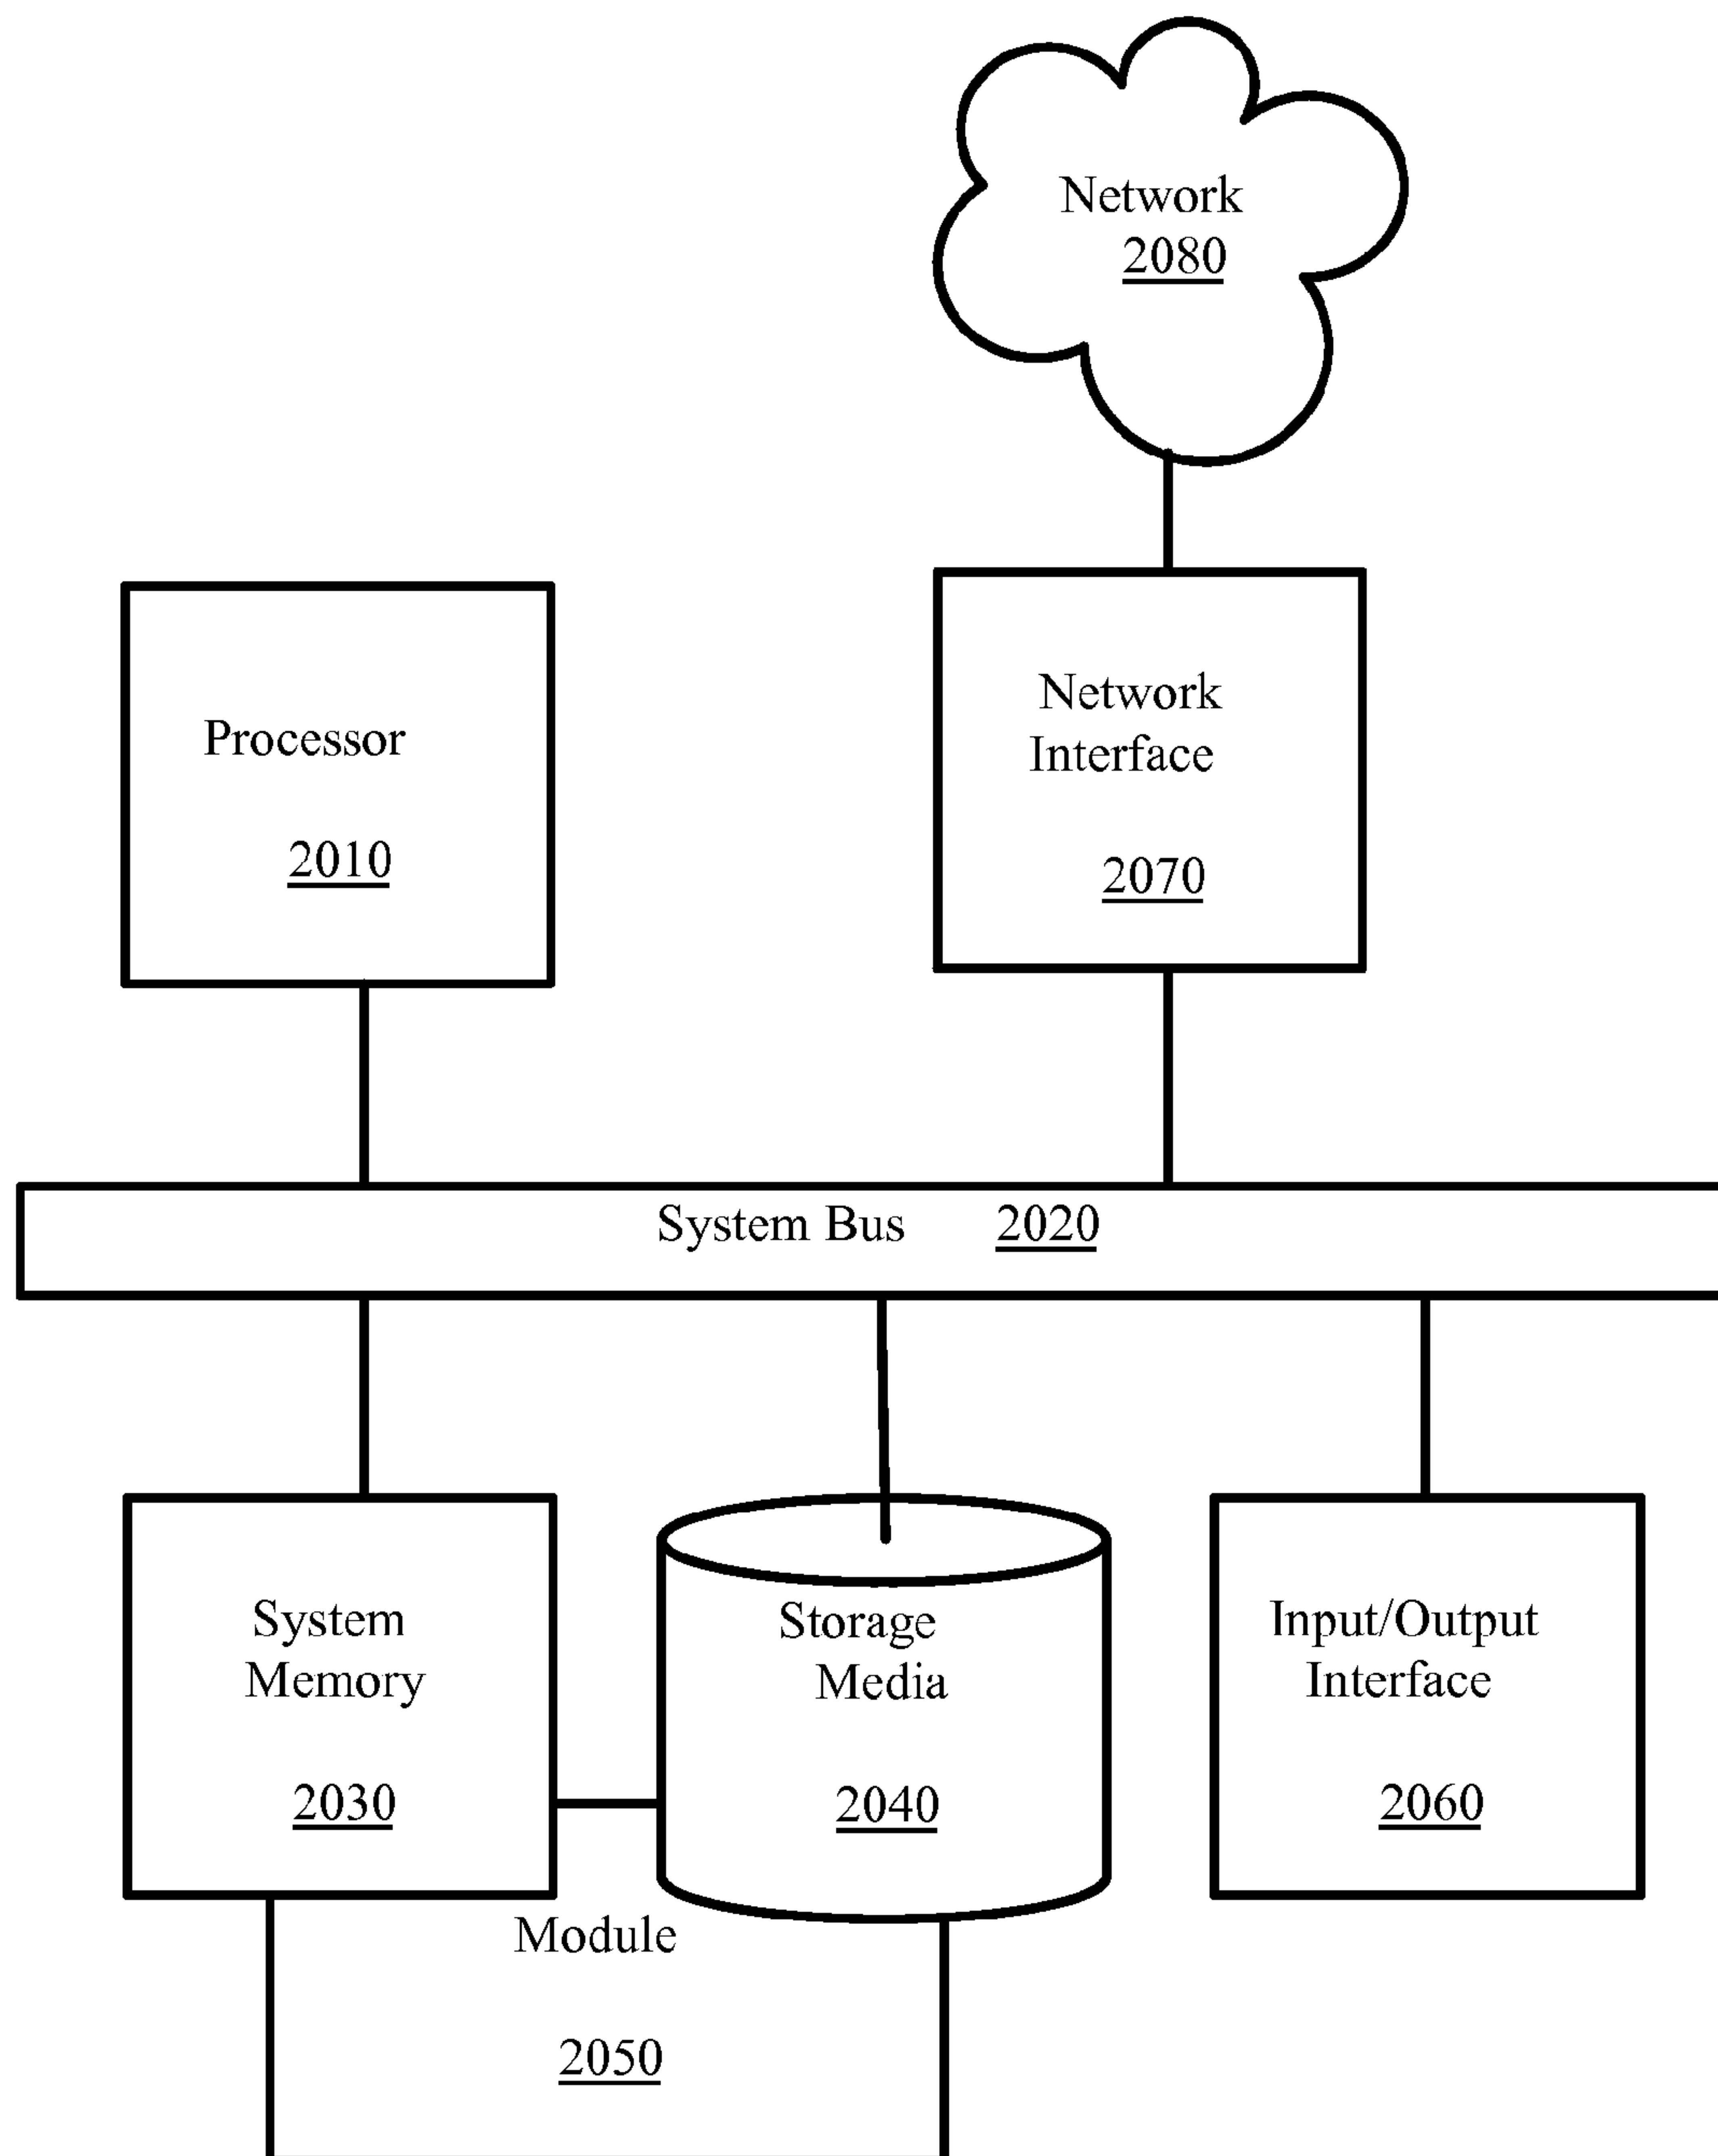 Network
2080
Processor
2010
Network
Interface
2070
System Bus 2020
System
Memory
2030
Storage
Media
2040
Input/Output
Interface
2060
Module
2050